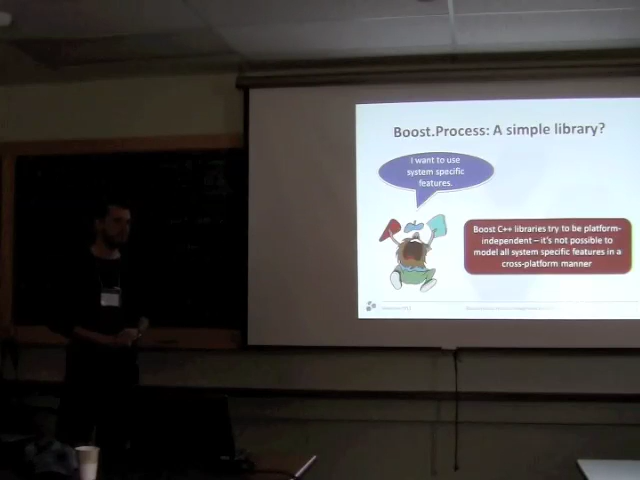 Boost.Process: A simple library?
I want to use
system specific
features.
Boost C++ libraries try to be platform-
independent – it's not possible to
model all system specific features in a
cross-platform manner